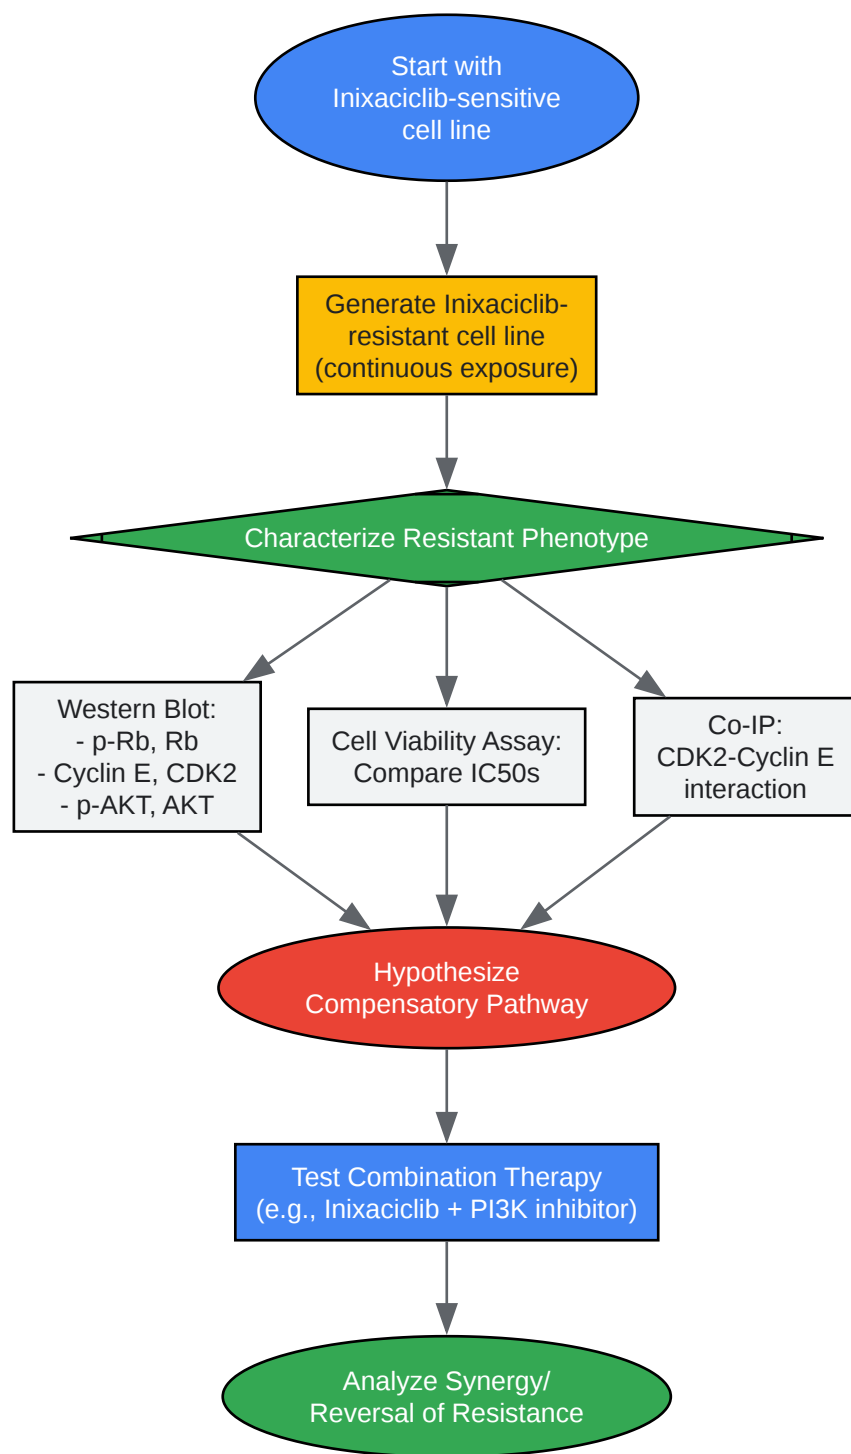 Start with
Inixaciclib-sensitive
cell line
Generate Inixaciclib-
resistant cell line
(continuous exposure)
Characterize Resistant Phenotype
Western Blot:
- p-Rb, Rb
- Cyclin E, CDK2
- p-AKT, AKT
Cell Viability Assay:
Compare IC50s
Co-IP:
CDK2-Cyclin E
interaction
Hypothesize
Compensatory Pathway
Test Combination Therapy
(e.g., Inixaciclib + PI3K inhibitor)
Analyze Synergy/
Reversal of Resistance